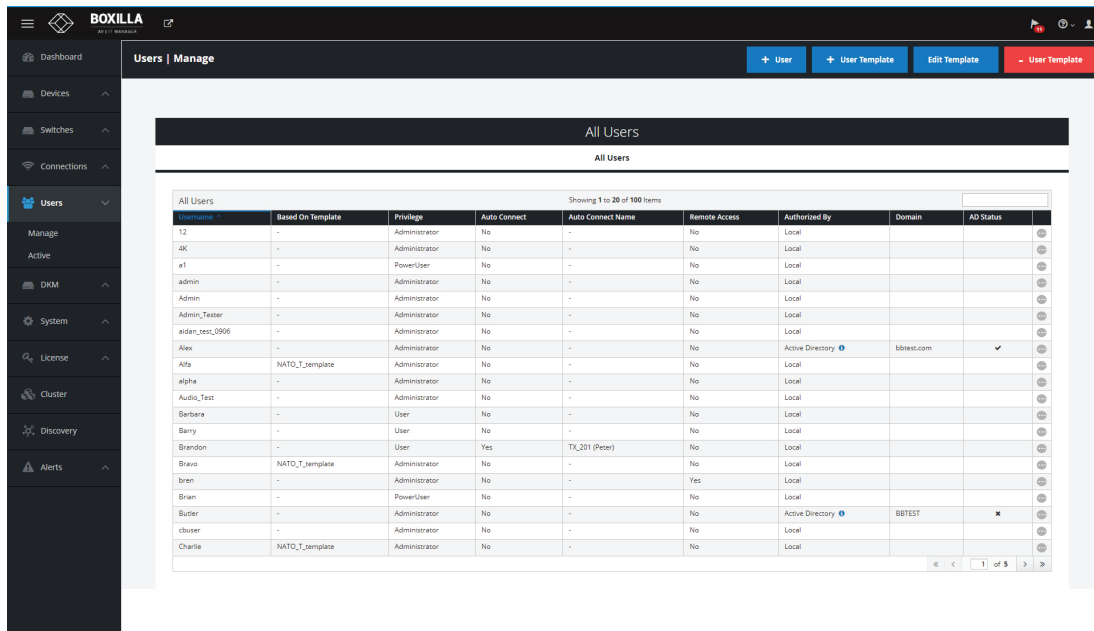 BOXILLA
AV | IT MANAGER
11
Dashboard
Devices
Switches
Connections
Users
Manage
Active
DKM
System
License
Cluster
Discovery
Alerts
Users | Manage
+ User
+ User Template
Edit Template
- User Template
All Users
All Users
All Users Showing 1 to 20 of 100 Items
Username Based On Template Privilege Auto Connect Auto Connect Name Remote Access Authorized By Domain AD Status
12 - Administrator No - No Local
4K - Administrator No - No Local
a1 - PowerUser No - No Local
admin - Administrator No - No Local
Admin - Administrator No - No Local
Admin_Tester - Administrator No - No Local
aidan_test_0906 - Administrator No - No Local
Alex - Administrator No - No Active Directory bbtest.com
Alfa NATO_T_template Administrator No - No Local
alpha - Administrator No - No Local
Audio_Test - Administrator No - No Local
Barbara - User No - No Local
Barry - User No - No Local
Brandon - User Yes TX_201 (Peter) No Local
Bravo NATO_T_template Administrator No - No Local
bren - Administrator No - Yes Local
Brian - PowerUser No - No Local
Butler - Administrator No - No Active Directory BBTEST
cbuser - Administrator No - No Local
Charlie NATO_T_template Administrator No - No Local
1 of 5